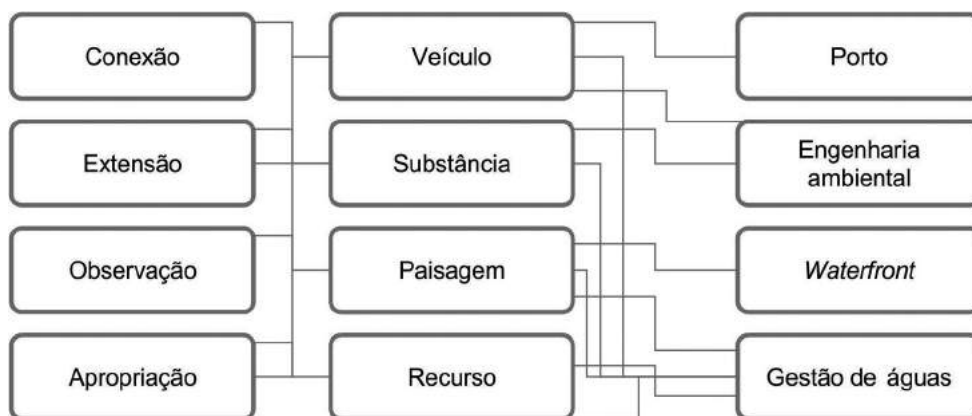 Conexão
Veículo
Porto
Extensão
Substância
Engenharia
ambiental
Observação
Paisagem
Waterfront
Apropriação
Recurso
Gestão de águas